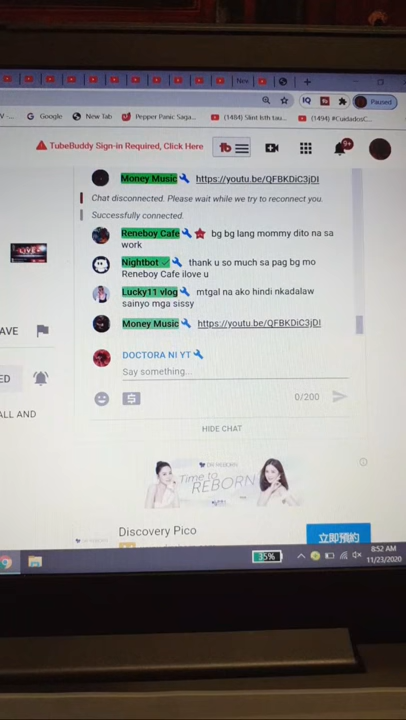 New
Paused
Google
New Tab
Pepper Panic Saga...
(1494) #CuidadosC...
TubeBuddy Sign-in Required, Click Here
tb
9+
Money Music https://youtu.be/QFBKDiC3jDI
Chat disconnected. Please wait while we try to reconnect you.
Successfully connected.
Reneboy Cafe bg bg lang mommy dito na sa
work
LIVE
Nightbot thank u so much sa pag bg mo
Reneboy Cafe ilove u
Lucky11 vlog mtgal na ako hindi nkadalaw
sainyo mga sissy
Money Music https://youtu.be/QFBKDiC3jDI
AVE
DOCTORA NI YT
Say something...
ED
0/200
ALL AND
HIDE CHAT
Time to
REBORN
Discovery Pico
立即預約
35%
8:52 AM
11/23/2020